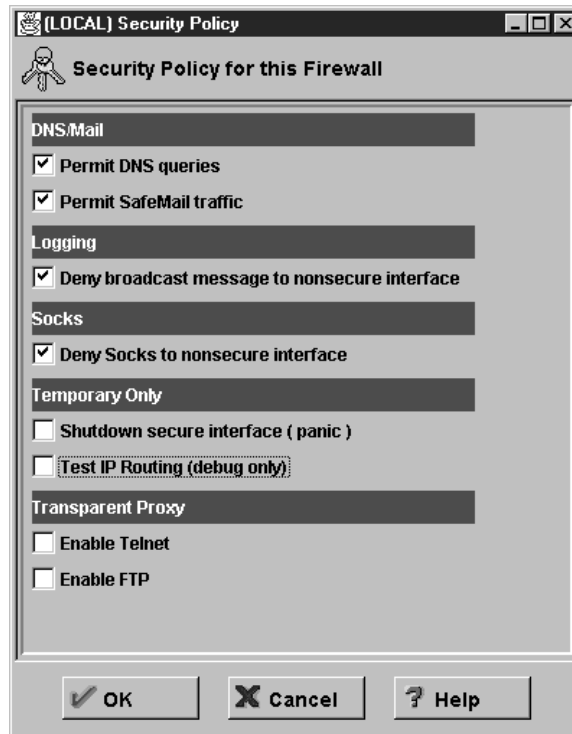 (LOCAL) Security Policy
Security Policy for this Firewall
DNS/Mail
Permit DNS queries
Permit SafeMail traffic
Logging
Deny broadcast message to nonsecure interface
Socks
Deny Socks to nonsecure interface
Temporary Only
Shutdown secure interface ( panic )
Test IP Routing (debug only)
Transparent Proxy
Enable Telnet
Enable FTP
OK
Cancel
? Help